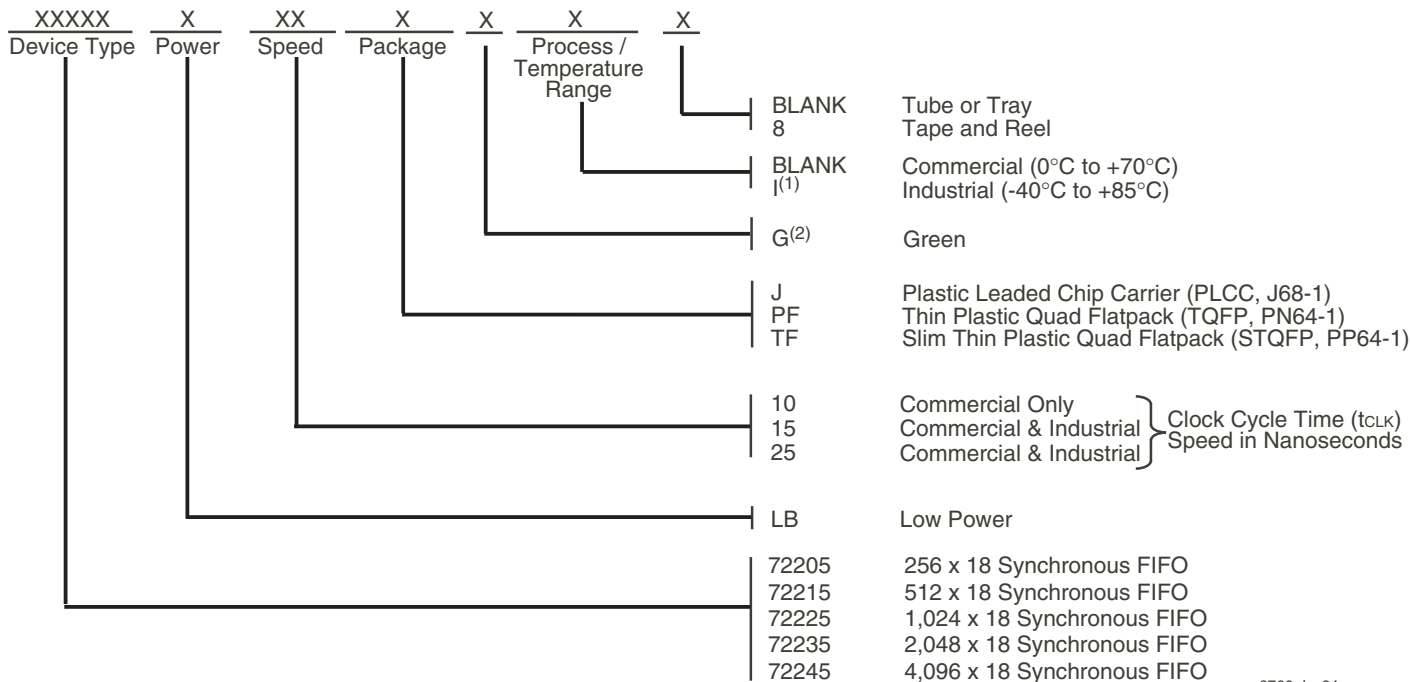 XXXXX X XX X X X X
Device Type Power Speed Package Process /
Temperature
Range
BLANK Tube or Tray
8 Tape and Reel
BLANK Commercial (0°C to +70°C)
I(1) Industrial (-40°C to +85°C)
G(2) Green
J Plastic Leaded Chip Carrier (PLCC, J68-1)
PF Thin Plastic Quad Flatpack (TQFP, PN64-1)
TF Slim Thin Plastic Quad Flatpack (STQFP, PP64-1)
10 Commercial Only
15 Commercial & Industrial Clock Cycle Time (tCLK)
25 Commercial & Industrial Speed in Nanoseconds
LB Low Power
72205 256 x 18 Synchronous FIFO
72215 512 x 18 Synchronous FIFO
72225 1,024 x 18 Synchronous FIFO
72235 2,048 x 18 Synchronous FIFO
72245 4,096 x 18 Synchronous FIFO